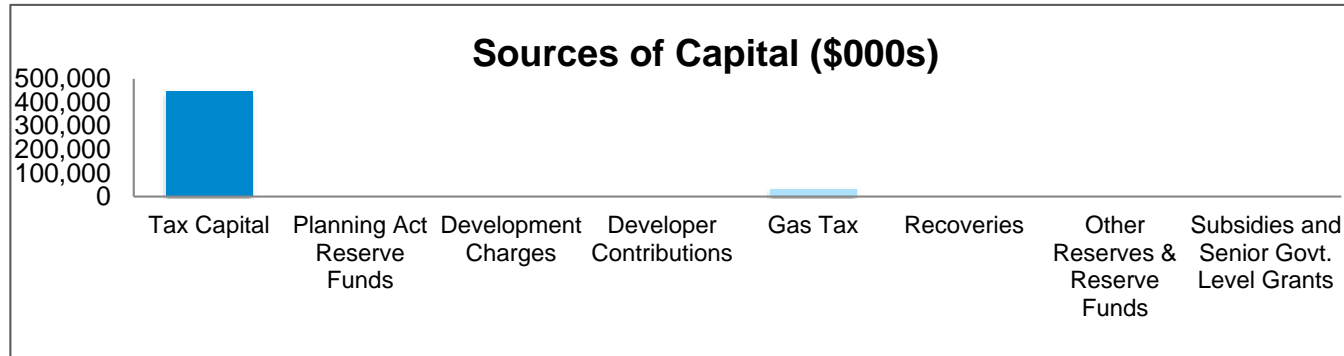 Sources of Capital ($000s)
500,000
400,000
300,000
200,000
100,000
0
Tax Capital
Planning Act
Reserve
Funds
Development
Charges
Developer
Contributions
Gas Tax
Recoveries
Other
Reserves &
Reserve
Funds
Subsidies and
Senior Govt.
Level Grants